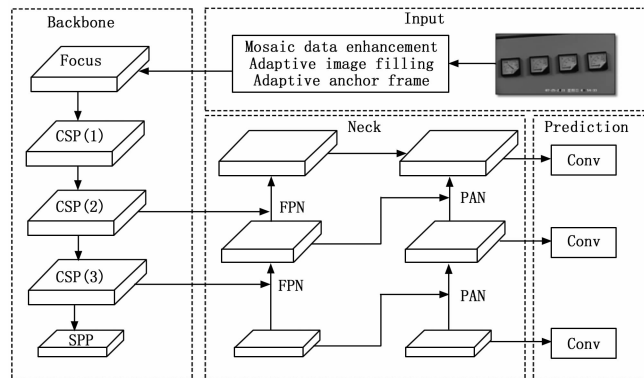 Backbone
Input
Focus
Mosaic data enhancement
Adaptive image filling
Adaptive anchor frame
CSP(1)
Neck
Prediction
Conv
CSP(2)
FPN
PAN
Conv
CSP(3)
FPN
PAN
SPP
Conv